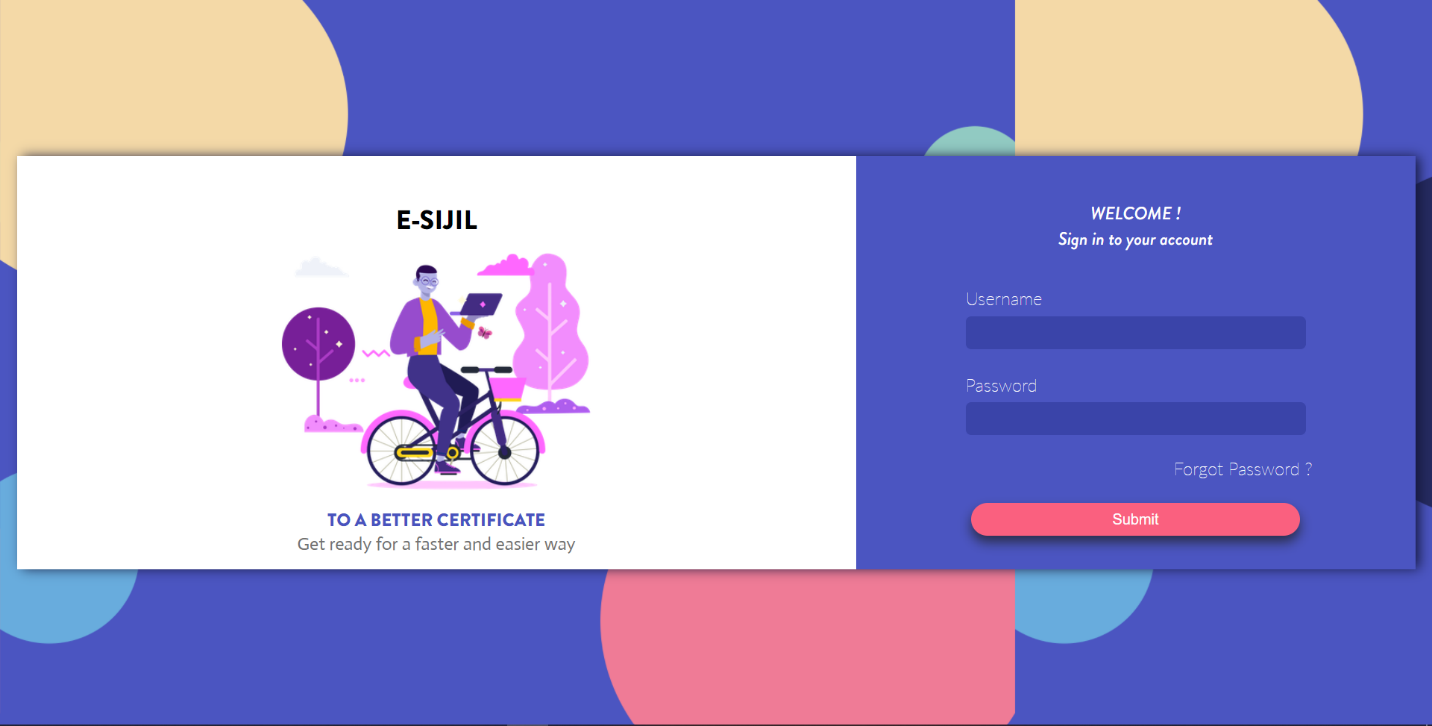 E-SIJIL
TO A BETTER CERTIFICATE
Get ready for a faster and easier way
WELCOME !
Sign in to your account
Username
Password
Forgot Password ?
Submit